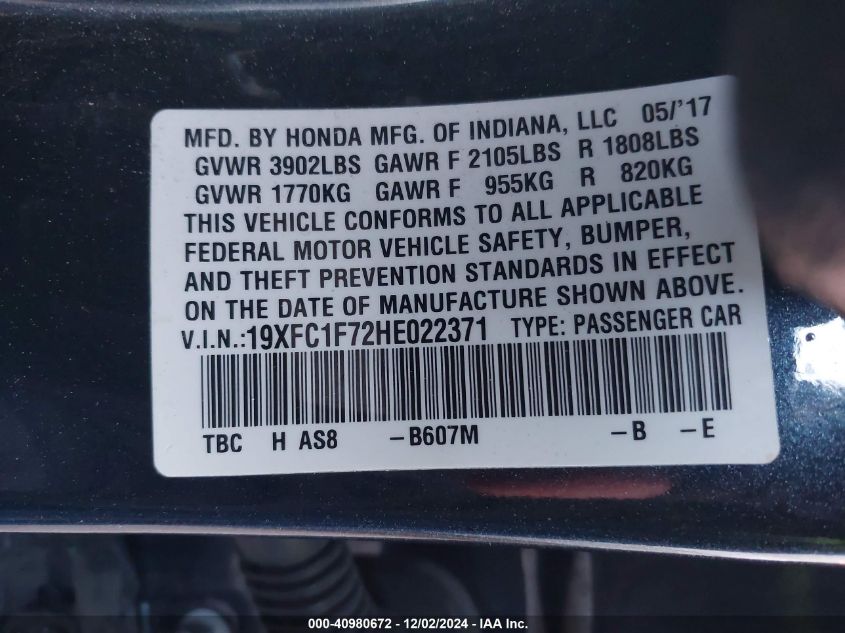 MFD. BY HONDA MFG. OF INDIANA, LLC 05/'17
GVWR 3902LBS GAWR F 2105LBS R 1808LBS
GVWR 1770KG GAWR F 955KG R 820KG
THIS VEHICLE CONFORMS TO ALL APPLICABLE
FEDERAL MOTOR VEHICLE SAFETY, BUMPER,
AND THEFT PREVENTION STANDARDS IN EFFECT
ON THE DATE OF MANUFACTURE SHOWN ABOVE.
V.I.N.:19XFC1F72HE022371 TYPE: PASSENGER CAR
TBC H AS8 -B607M -B -E
000-40980672 - 12/02/2024 - IAA Inc.